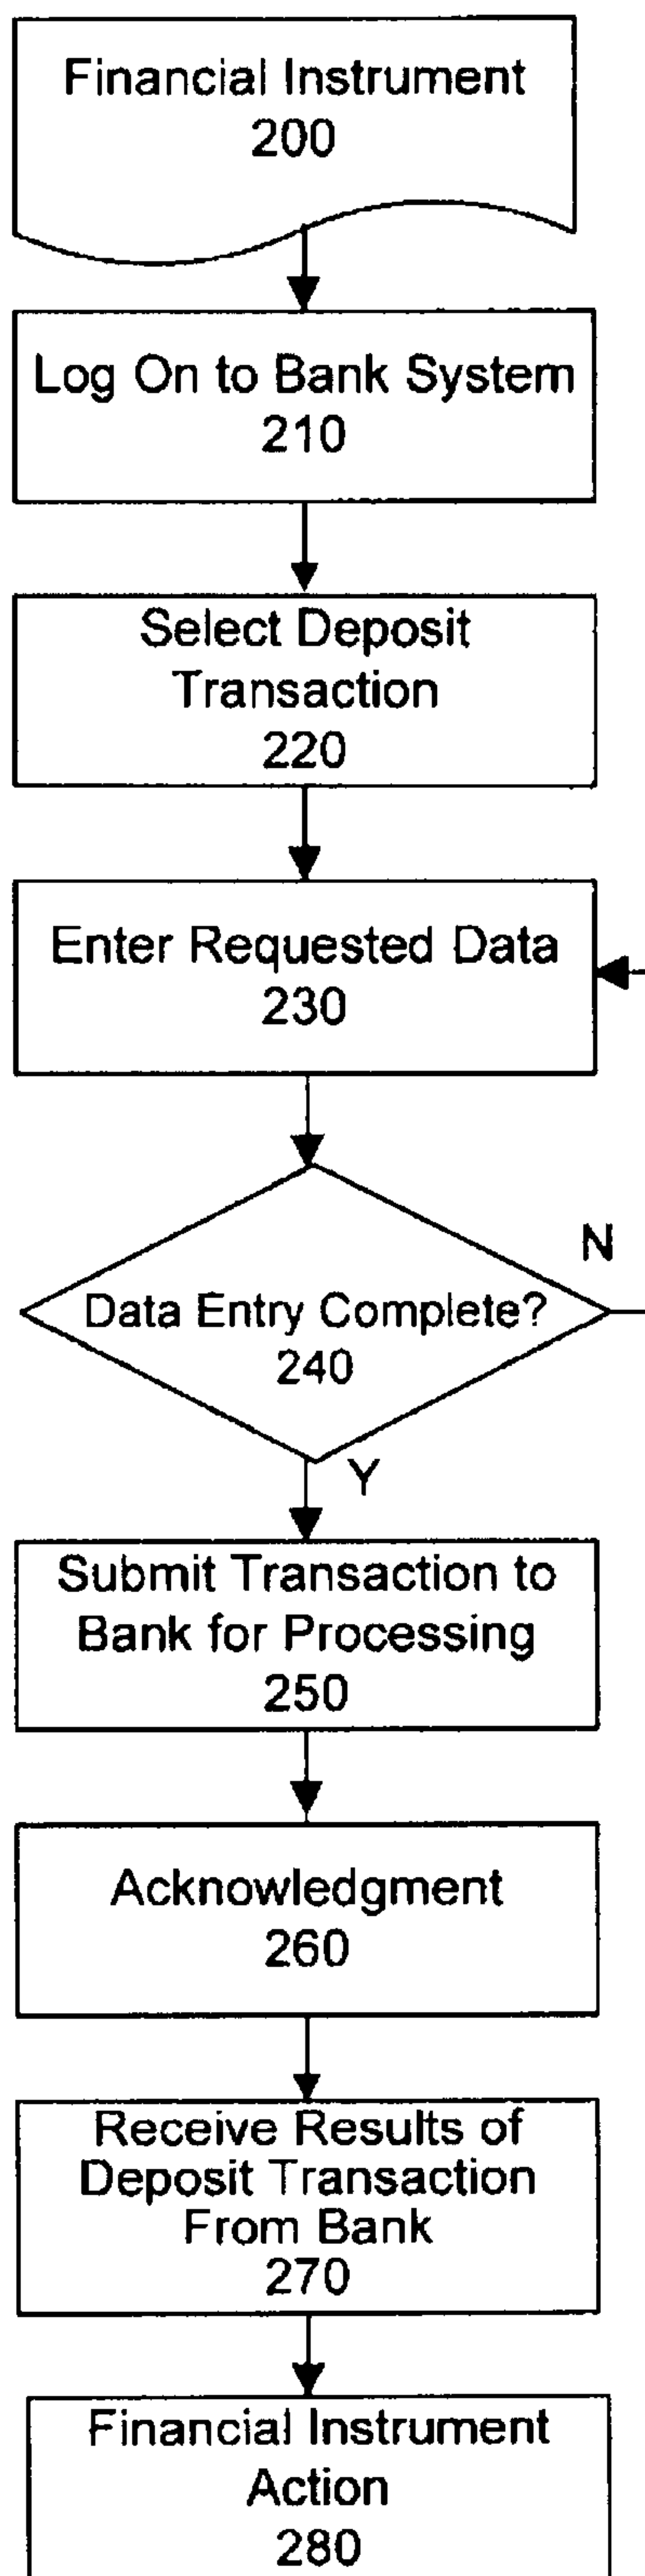 Financial Instrument
200
Log On to Bank System
210
Select Deposit
Transaction
220
Enter Requested Data
230
N
Data Entry Complete?
240
Y
Submit Transaction to
Bank for Processing
250
Acknowledgment
260
Receive Results of
Deposit Transaction
From Bank
270
Financial Instrument
Action
280